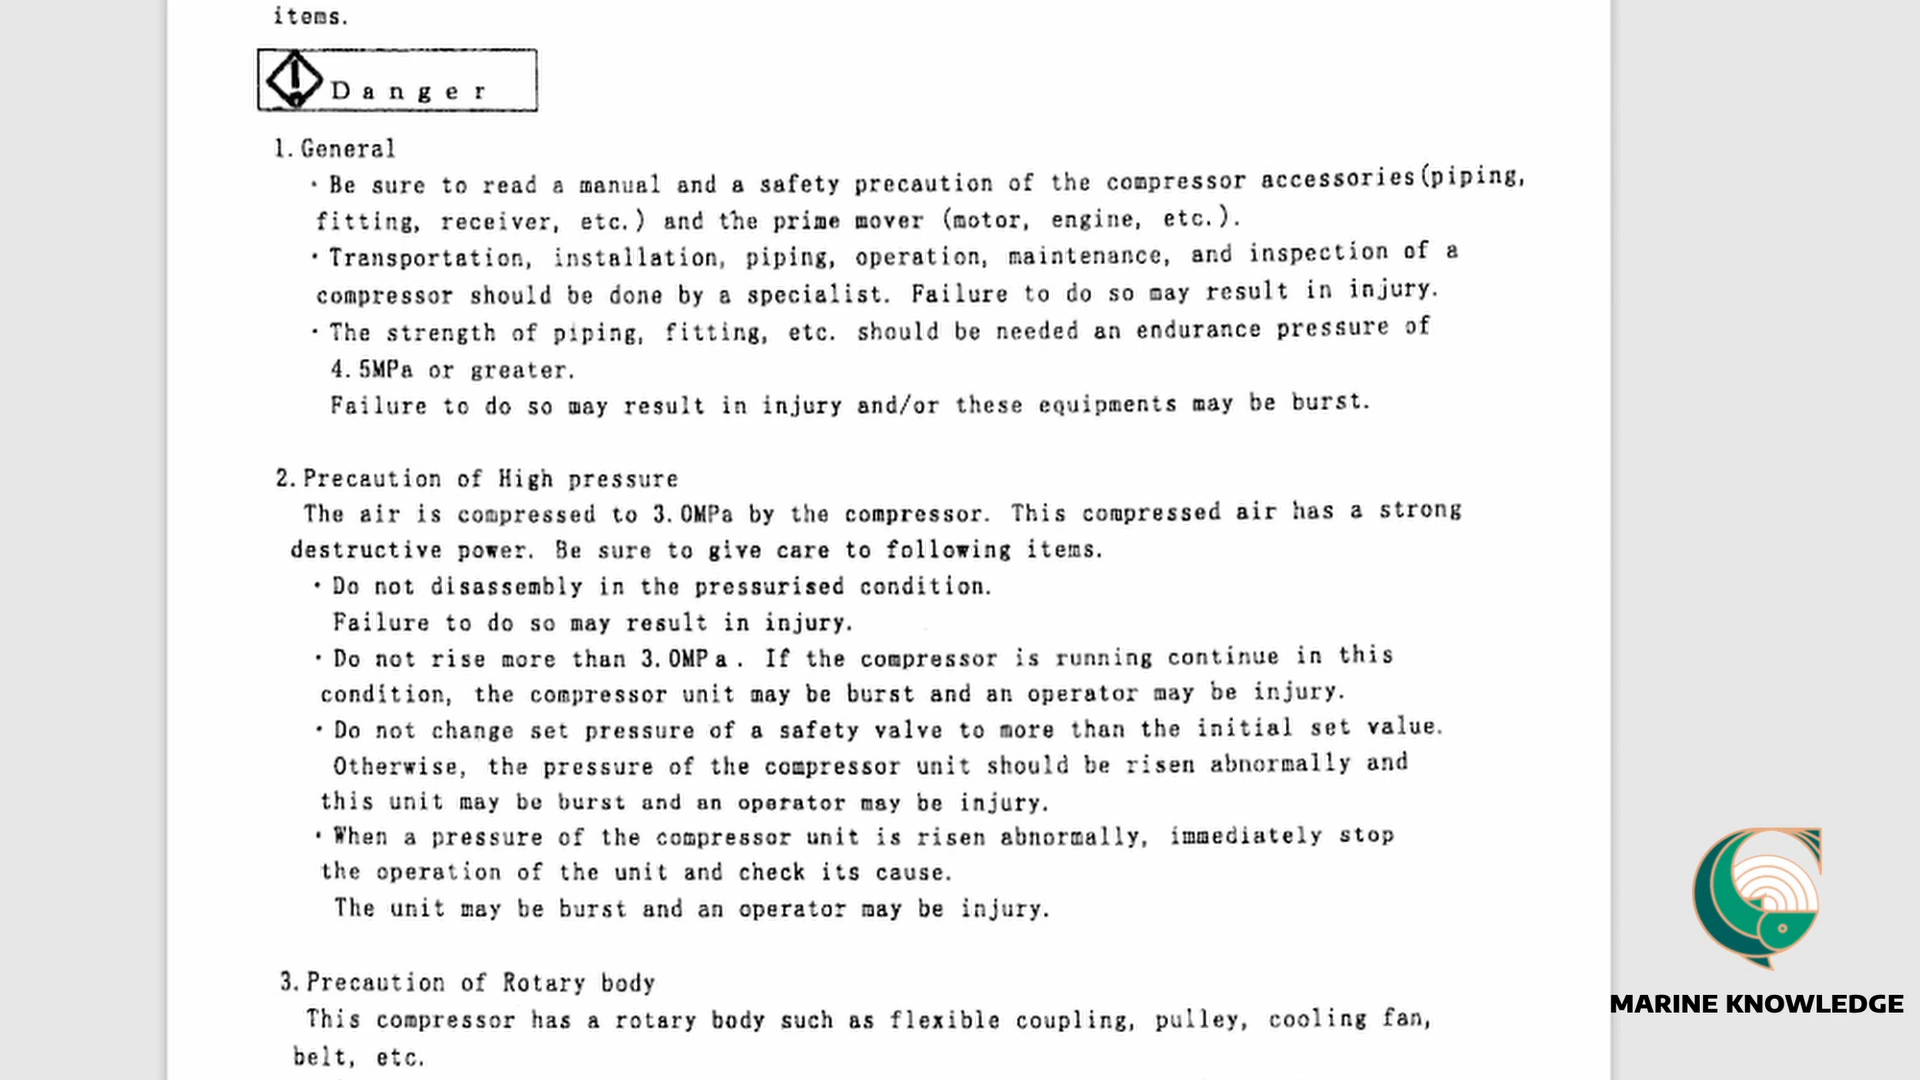 items.
Danger
1. General
・Be sure to read a manual and a safety precaution of the compressor accessories(piping,
fitting, receiver, etc.) and the prime mover (motor, engine, etc.).
・Transportation, installation, piping, operation, maintenance, and inspection of a
compressor should be done by a specialist. Failure to do so may result in injury.
・The strength of piping, fitting, etc. should be needed an endurance pressure of
4.5MPa or greater.
Failure to do so may result in injury and/or these equipments may be burst.
2. Precaution of High pressure
The air is compressed to 3.0MPa by the compressor. This compressed air has a strong
destructive power. Be sure to give care to following items.
・Do not disassembly in the pressurised condition.
Failure to do so may result in injury.
・Do not rise more than 3.0MPa. If the compressor is running continue in this
condition, the compressor unit may be burst and an operator may be injury.
・Do not change set pressure of a safety valve to more than the initial set value.
Otherwise, the pressure of the compressor unit should be risen abnormally and
this unit may be burst and an operator may be injury.
・When a pressure of the compressor unit is risen abnormally, immediately stop
the operation of the unit and check its cause.
The unit may be burst and an operator may be injury.
3. Precaution of Rotary body
This compressor has a rotary body such as flexible coupling, pulley, cooling fan,
belt, etc.
MARINE KNOWLEDGE